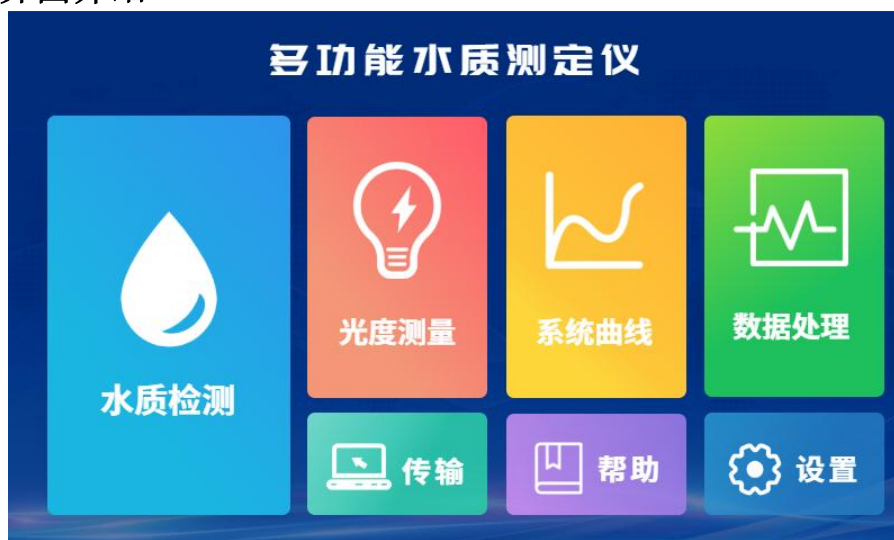 多功能水质测定仪
水质检测
光度测量
系统曲线
数据处理
传输
帮助
设置